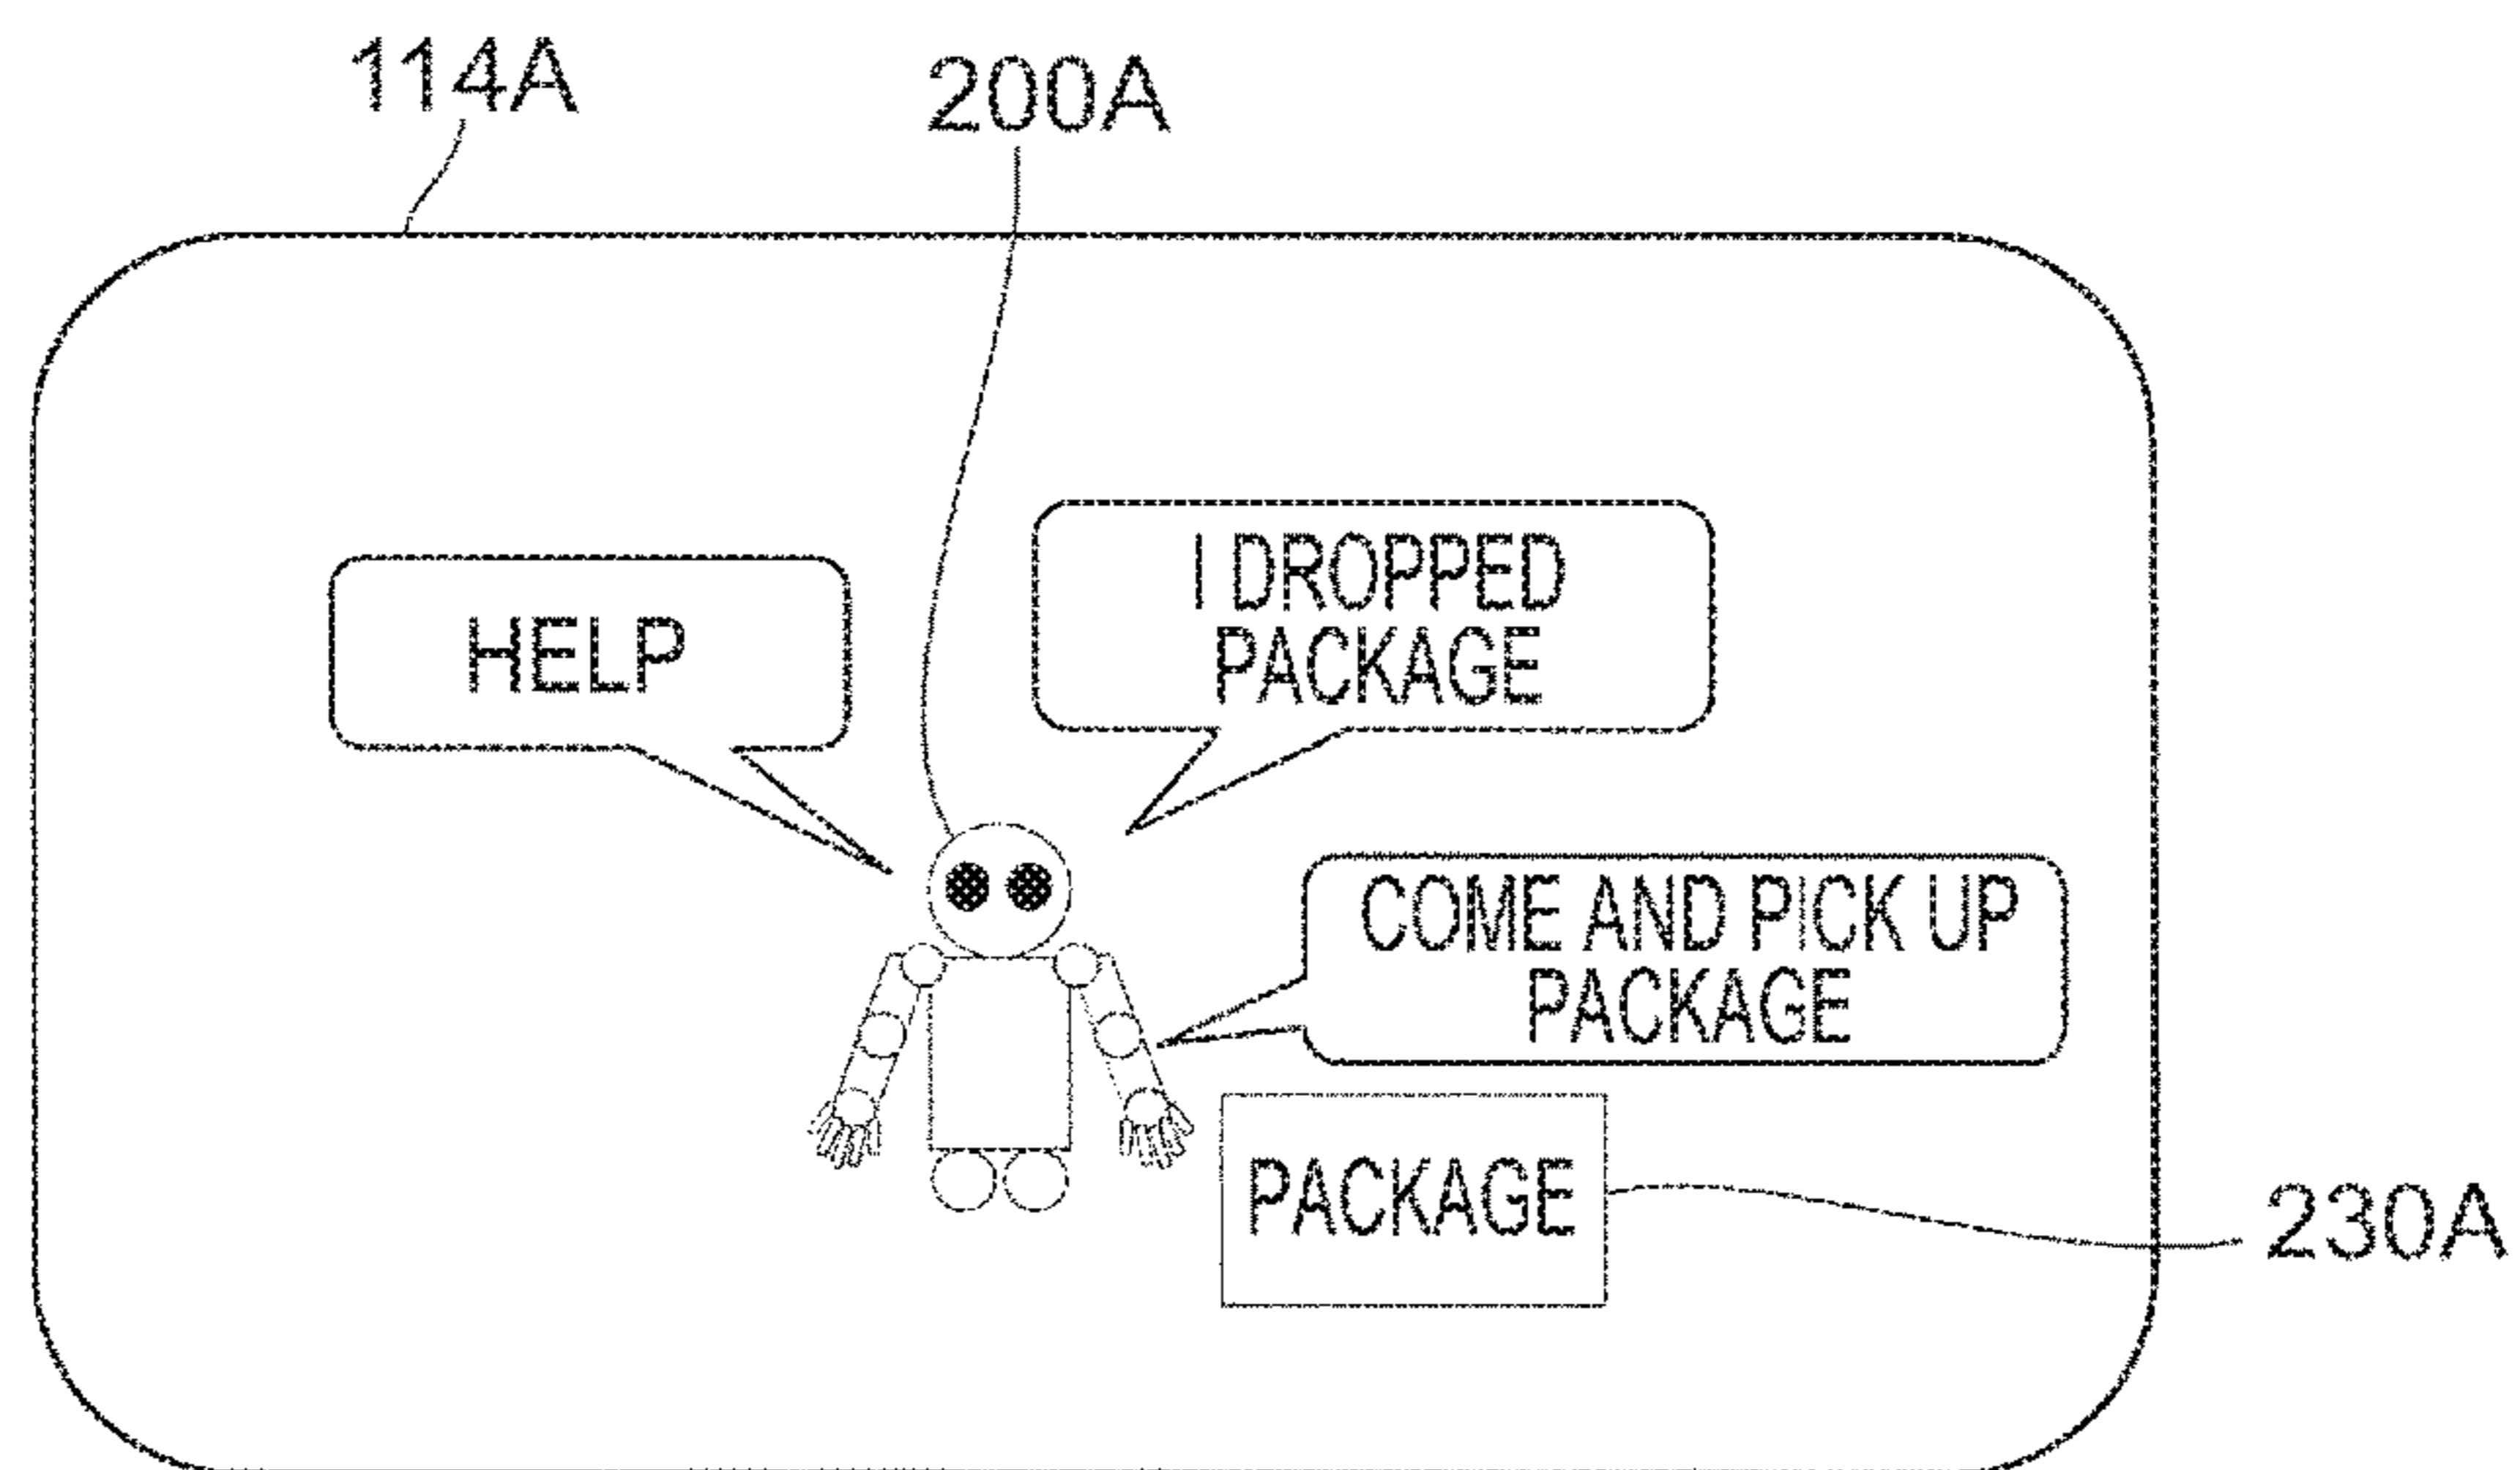 114A
200A
HELP
I DROPPED
PACKAGE
COME AND PICK UP
PACKAGE
PACKAGE
230A